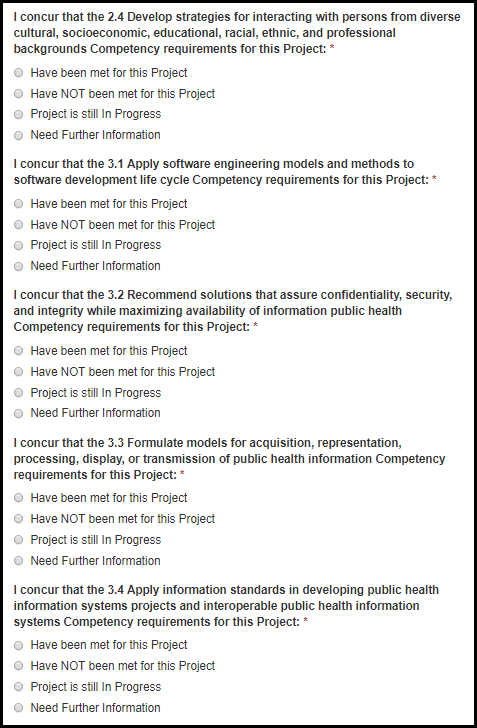 I concur that the 2.4 Develop strategies for interacting with persons from diverse
cultural, socioeconomic, educational, racial, ethnic, and professional
backgrounds Competency requirements for this Project: *
Have been met for this Project
Have NOT been met for this Project
Project is still In Progress
Need Further Information
I concur that the 3.1 Apply software engineering models and methods to
software development life cycle Competency requirements for this Project: *
Have been met for this Project
Have NOT been met for this Project
Project is still In Progress
Need Further Information
I concur that the 3.2 Recommend solutions that assure confidentiality, security,
and integrity while maximizing availability of information public health
Competency requirements for this Project: *
Have been met for this Project
Have NOT been met for this Project
Project is still In Progress
Need Further Information
I concur that the 3.3 Formulate models for acquisition, representation,
processing, display, or transmission of public health information Competency
requirements for this Project: *
Have been met for this Project
Have NOT been met for this Project
Project is still In Progress
Need Further Information
I concur that the 3.4 Apply information standards in developing public health
information systems projects and interoperable public health information
systems Competency requirements for this Project: *
Have been met for this Project
Have NOT been met for this Project
Project is still In Progress
Need Further Information